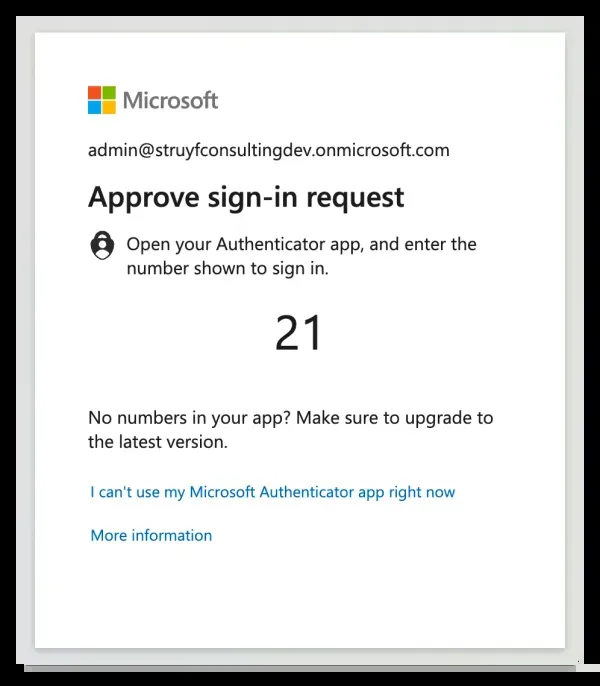 Microsoft
admin@struyfconsultingdev.onmicrosoft.com
Approve sign-in request
Open your Authenticator app, and enter the
number shown to sign in.
21
No numbers in your app? Make sure to upgrade to
the latest version.
I can't use my Microsoft Authenticator app right now
More information